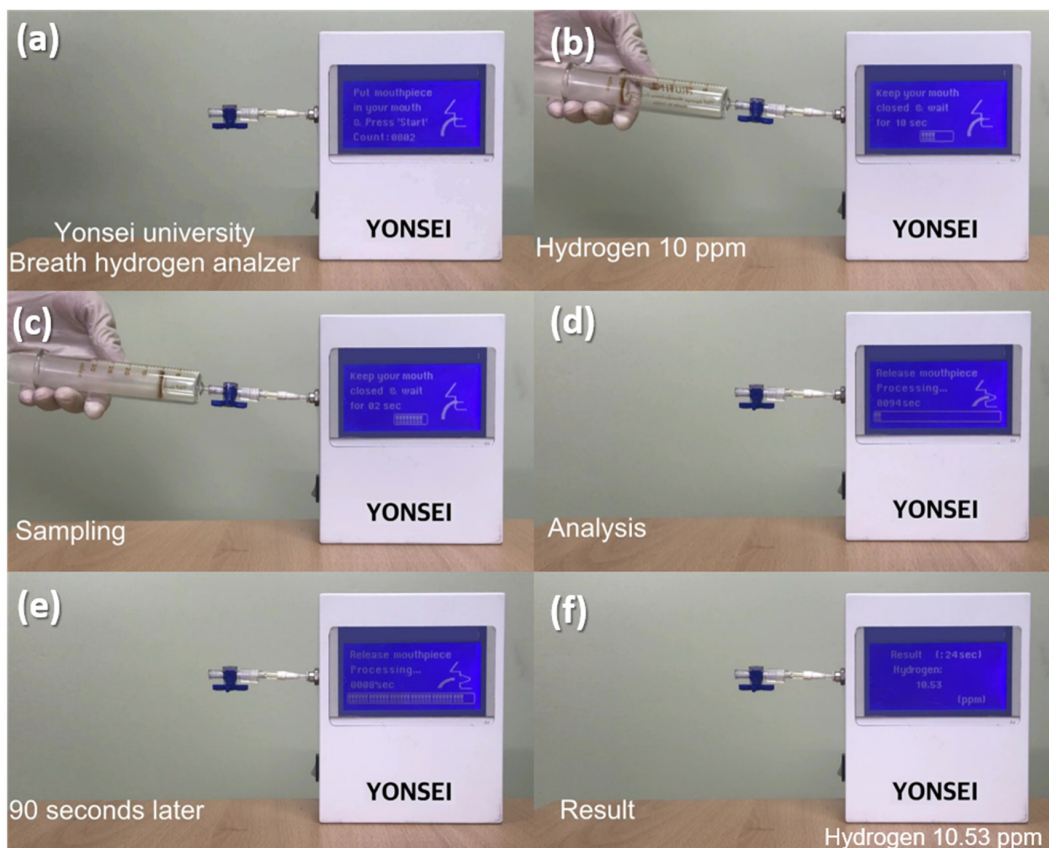 (a)
Put mouthpiece
in your mouth
& Press 'Start'
Count:0002
YONSEI
Yonsei university
Breath hydrogen analzer
(b)
Keep your mouth
closed & wait
for 10 sec
YONSEI
Hydrogen 10 ppm
(c)
Keep your mouth
closed & wait
for 02 sec
YONSEI
Sampling
(d)
Release mouthpiece
Processing...
0094sec
YONSEI
Analysis
(e)
Release mouthpiece
Processing...
YONSEI
90 seconds later
(f)
Result (:24sec)
Hydrogen:
10.53
(ppm)
YONSEI
Result
Hydrogen 10.53 ppm